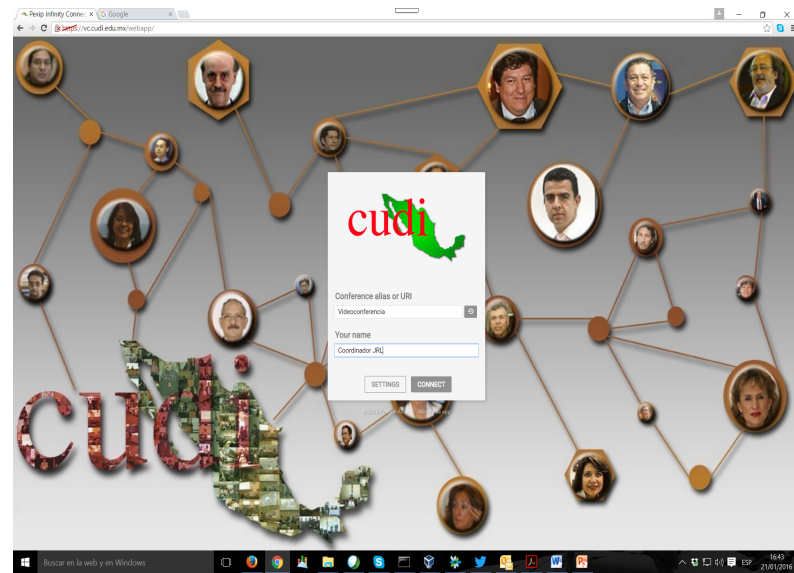 Pexip Infinity Connec
Google
https://vc.cudi.edu.mx/webapp/
cudi
Conference alias or URI
Videoconferencia
Your name
Coordinador JRL
SETTINGS
CONNECT
cudi
Buscar en la web y en Windows
ESP
16:43
21/01/2016